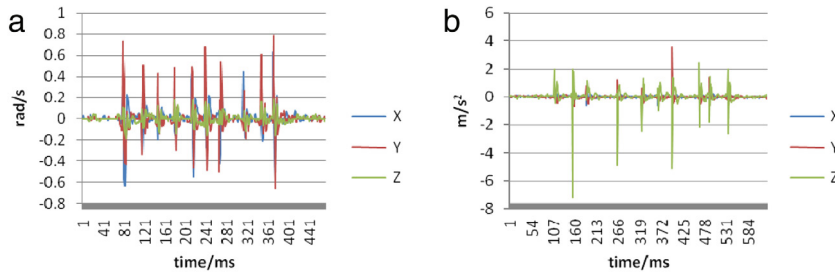 a
1
0.8
0.6
0.4
0.2
0
-0.2
-0.4
-0.6
-0.8
rad/s
1 41 81 121 161 201 241 281 321 361 401 441
time/ms
X
Y
Z
b
6
4
2
0
-2
-4
-6
-8
m/s²
1 54 107 160 213 266 319 372 425 478 531 584
time/ms
X
Y
Z